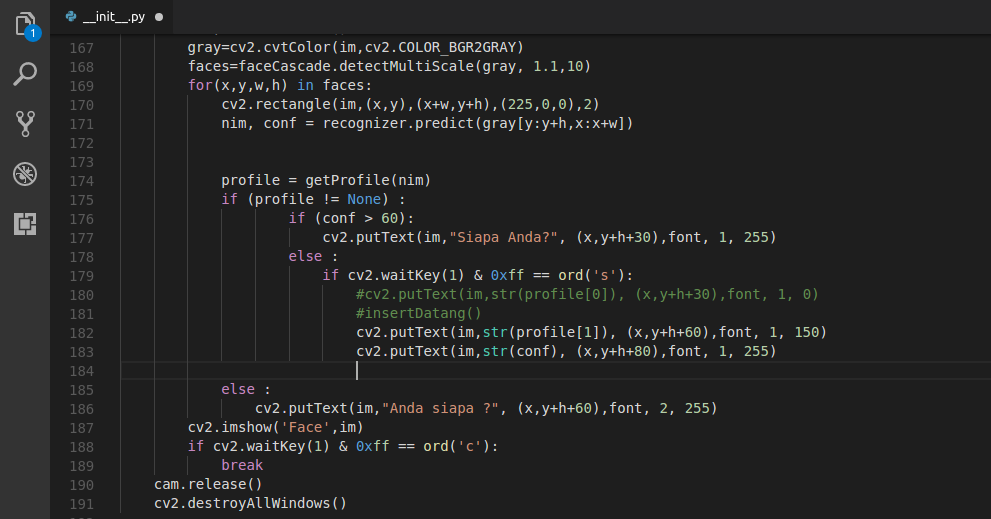 1
__init__.py
167 gray=cv2.cvtColor(im,cv2.COLOR_BGR2GRAY)
168 faces=faceCascade.detectMultiScale(gray, 1.1,10)
169 for(x,y,w,h) in faces:
170 cv2.rectangle(im,(x,y),(x+w,y+h),(225,0,0),2)
171 nim, conf = recognizer.predict(gray[y:y+h,x:x+w])
172
173
174 profile = getProfile(nim)
175 if (profile != None) :
176 if (conf > 60):
177 cv2.putText(im,"Siapa Anda?", (x,y+h+30),font, 1, 255)
178 else :
179 if cv2.waitKey(1) & 0xff == ord('s'):
180 #cv2.putText(im,str(profile[0]), (x,y+h+30),font, 1, 0)
181 #insertDatang()
182 cv2.putText(im,str(profile[1]), (x,y+h+60),font, 1, 150)
183 cv2.putText(im,str(conf), (x,y+h+80),font, 1, 255)
184
185 else :
186 cv2.putText(im,"Anda siapa ?", (x,y+h+60),font, 2, 255)
187 cv2.imshow('Face',im)
188 if cv2.waitKey(1) & 0xff == ord('c'):
189 break
190 cam.release()
191 cv2.destroyAllWindows()